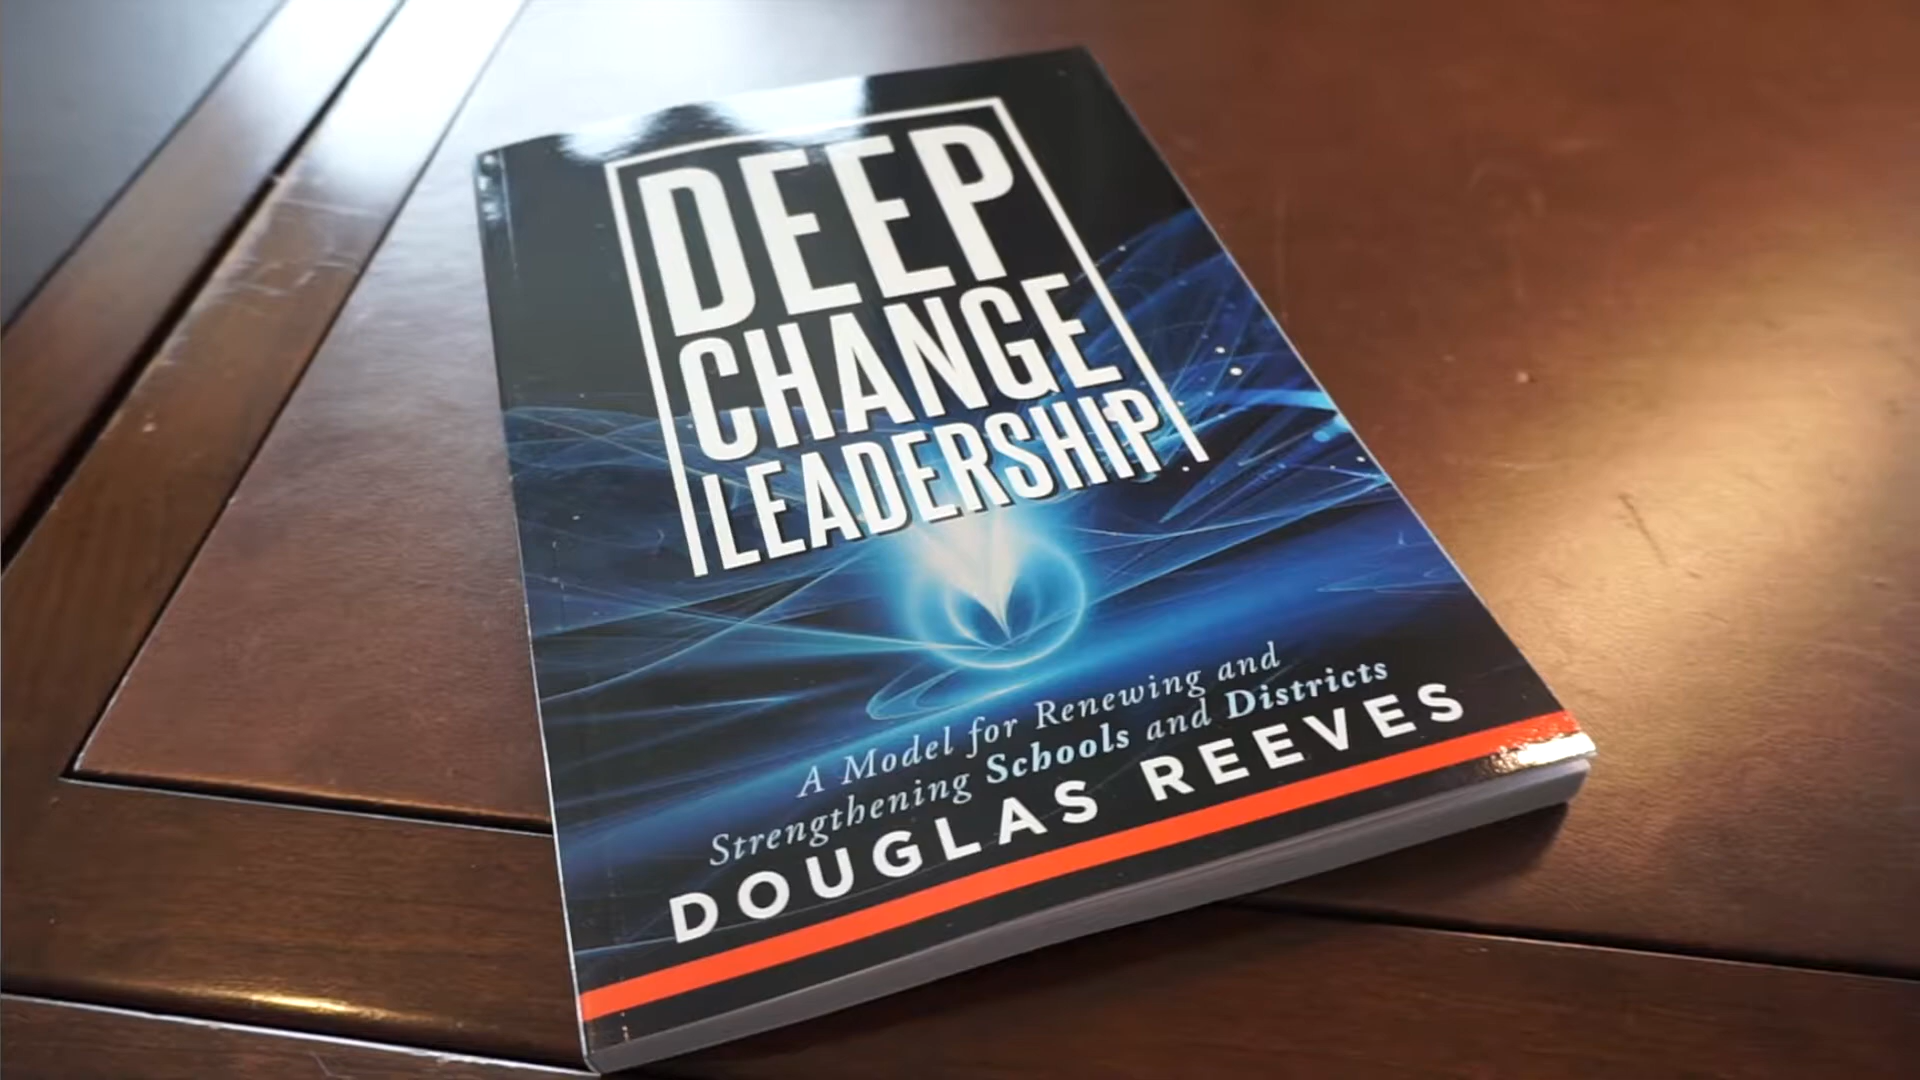 DEEP
CHANGE
LEADERSHIP
A Model for Renewing and
Strengthening Schools and Districts
DOUGLAS REEVES